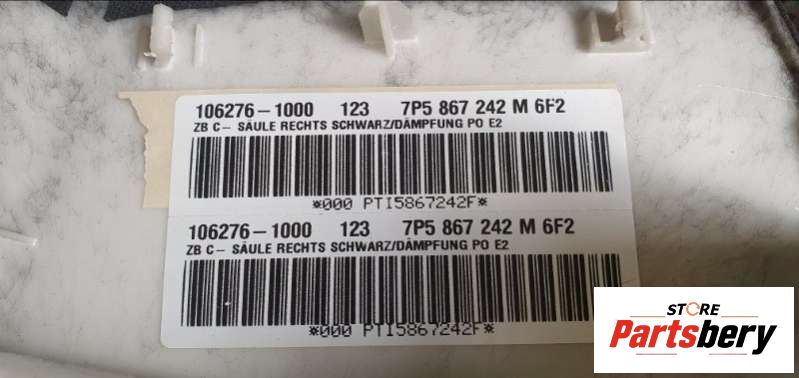 106276-1000 123 7P5 867 242 M 6F2
ZB C- SÄULE RECHTS SCHWARZ/DÄMPFUNG PO E2
*000 PTI5867242F*
106276-1000 123 7P5 867 242 M 6F2
ZB C- SÄULE RECHTS SCHWARZ/DÄMPFUNG PO E2
*000 PTI5867242F*
STORE
Partsbery